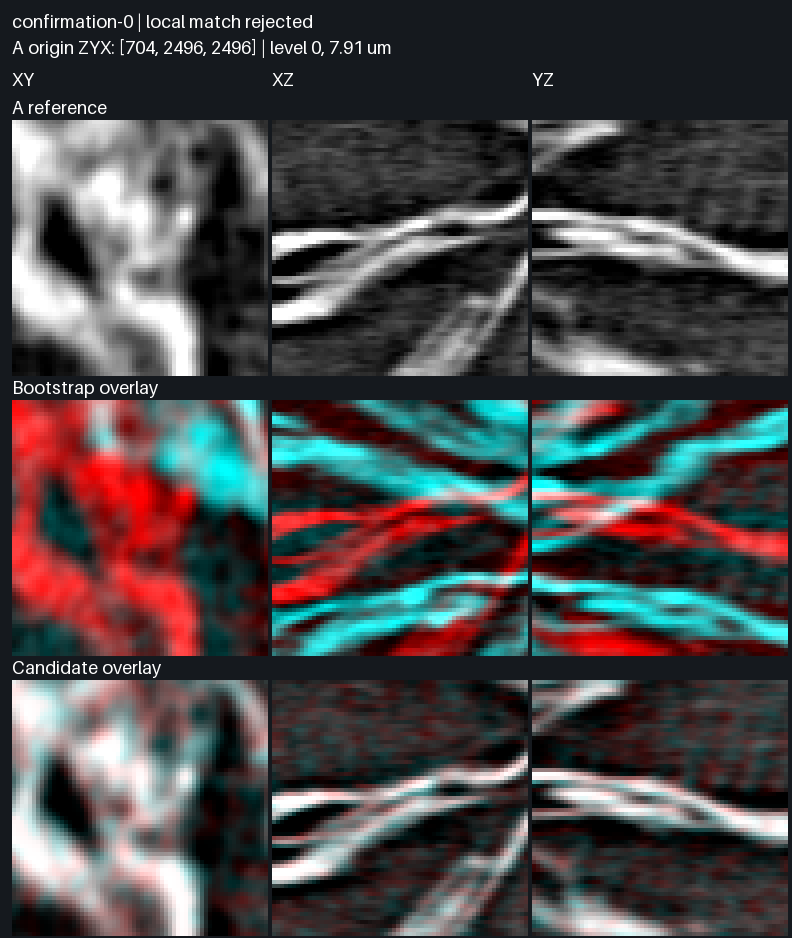 confirmation-0 | local match rejected
A origin ZYX: [704, 2496, 2496] | level 0, 7.91 um
XY XZ YZ
A reference
Bootstrap overlay
Candidate overlay